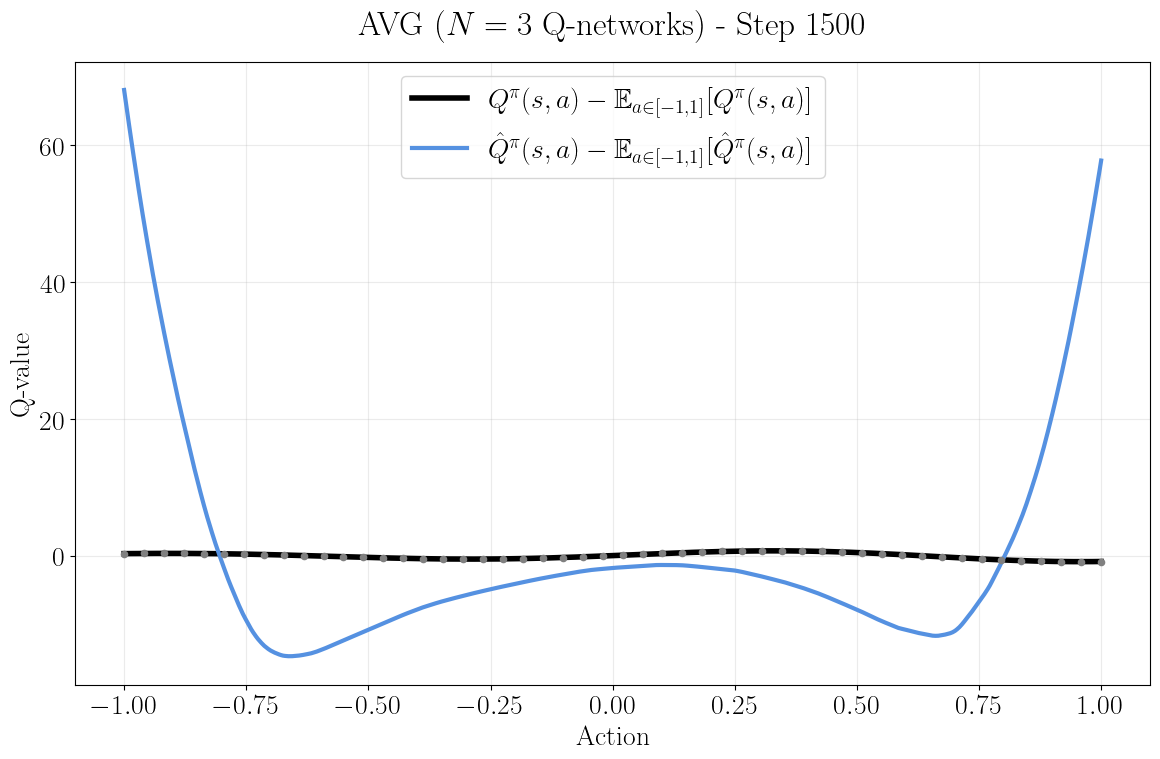 AVG (N = 3 Q-networks) - Step 1500
Q^π(s, a) − 𝔼_{a∈[−1,1]}[Q^π(s, a)]
Q̂^π(s, a) − 𝔼_{a∈[−1,1]}[Q̂^π(s, a)]
Q-value
60
40
20
0
−1.00 −0.75 −0.50 −0.25 0.00 0.25 0.50 0.75 1.00
Action